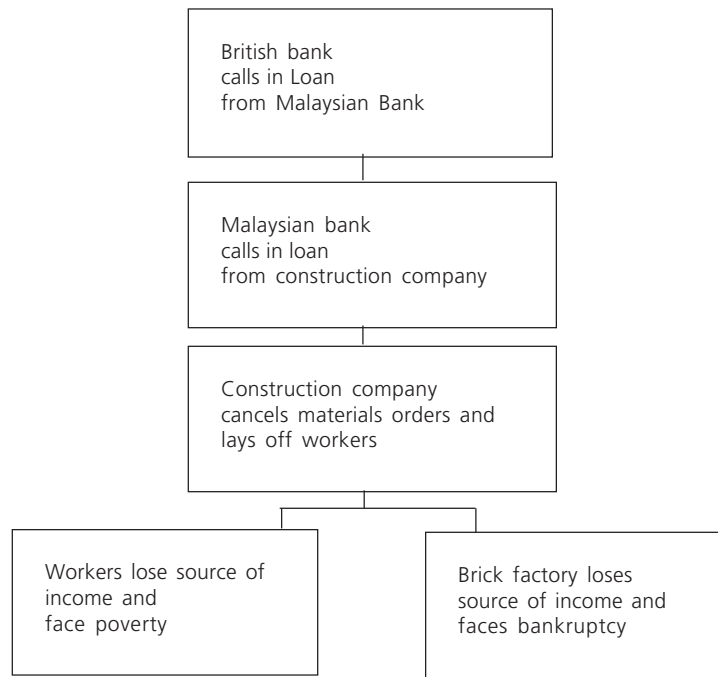 British bank
calls in Loan
from Malaysian Bank
Malaysian bank
calls in loan
from construction company
Construction company
cancels materials orders and
lays off workers
Workers lose source of
income and
face poverty
Brick factory loses
source of income and
faces bankruptcy